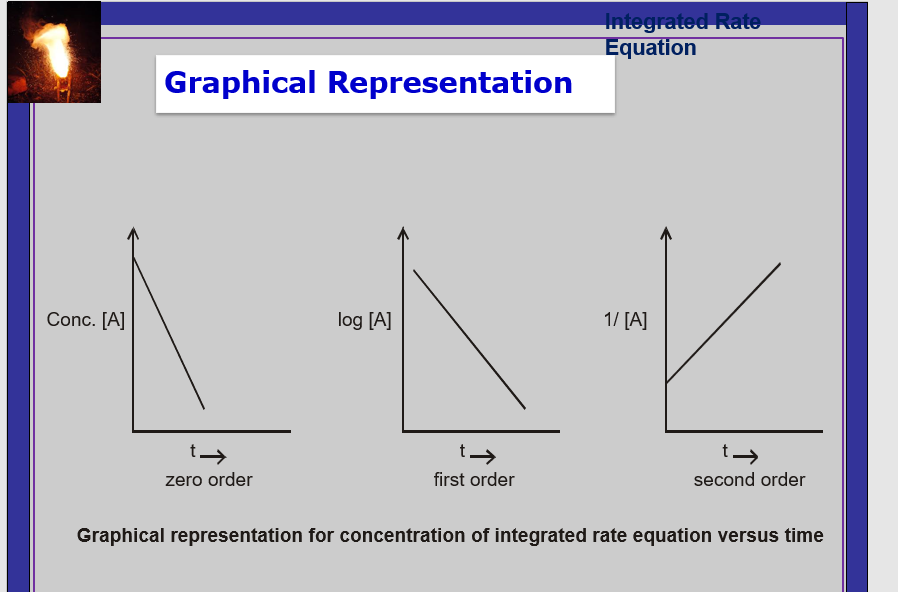 Integrated Rate
Equation
Graphical Representation
Conc. [A]
t
zero order
log [A]
t
first order
1/ [A]
t
second order
Graphical representation for concentration of integrated rate equation versus time